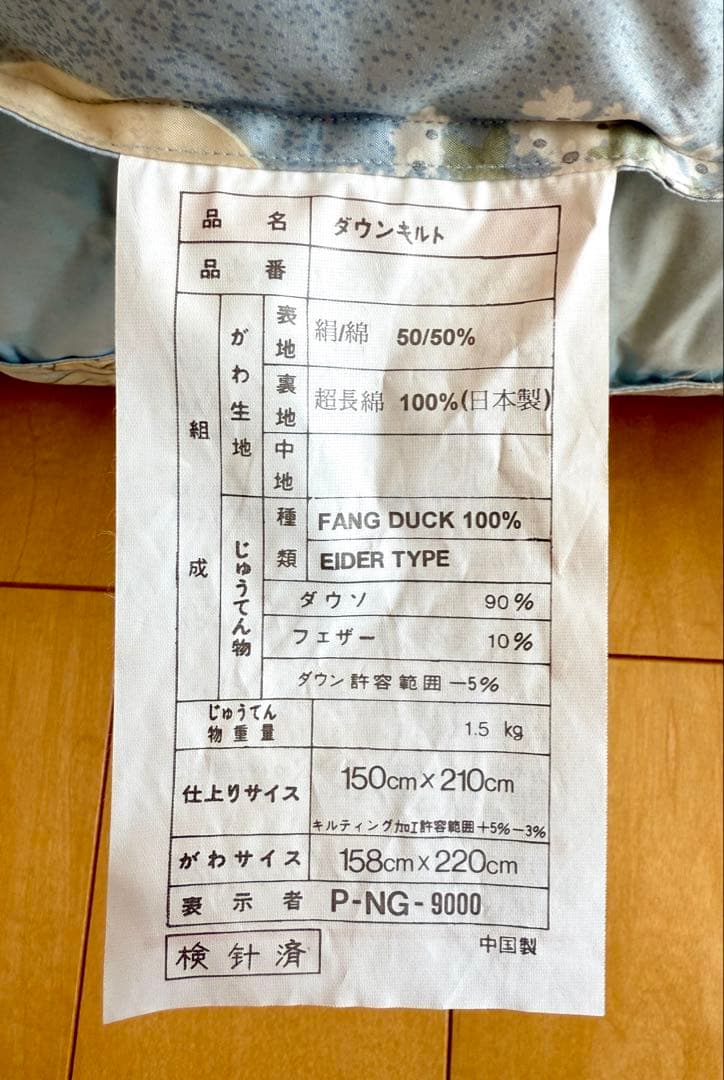 品名 ダウンキルト
品番
組成
がわ生地
表地 絹/綿 50/50%
裏地 超長綿 100%(日本製)
中地
じゅうてん物
種類 FANG DUCK 100%
EIDER TYPE
ダウソ 90%
フェザー 10%
ダウン許容範囲 -5%
じゅうてん
物重量 1.5 kg
仕上りサイズ 150cm×210cm
キルティング加工許容範囲+5%-3%
がわサイズ 158cm×220cm
表示者 P-NG-9000
検針済
中国製